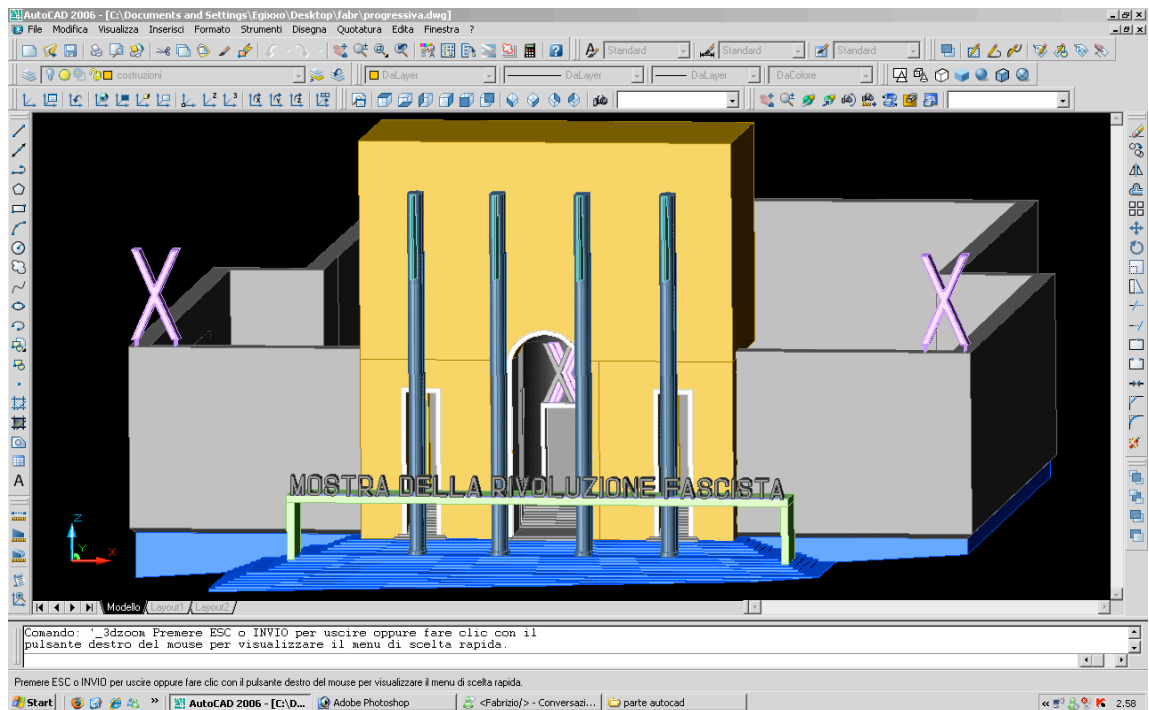 AutoCAD 2006 - [C:\Documents and Settings\Egixxo\Desktop\fabr\progressiva.dwg]
File Modifica Visualizza Inserisci Formato Strumenti Disegna Quotatura Edita Finestra ?
Standard Standard Standard
costruzioni DaLayer DaLayer DaLayer DaColore
MOSTRA DELLA RIVOLUZIONE FASCISTA
Z
Y X
Modello Layout1 Layout2
Comando: '_3dzoom Premere ESC o INVIO per uscire oppure fare clic con il
pulsante destro del mouse per visualizzare il menu di scelta rapida.
Premere ESC o INVIO per uscire oppure fare clic con il pulsante destro del mouse per visualizzare il menu di scelta rapida.
Start » AutoCAD 2006 - [C:\D... Adobe Photoshop <Fabrizio/> - Conversazi... parte autocad « 2.58